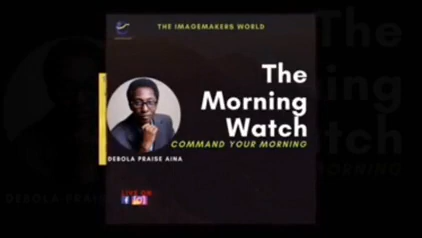 THE IMAGEMAKERS WORLD
The
Morning
Watch
COMMAND YOUR MORNING
DEBOLA PRAISE AINA
LIVE ON